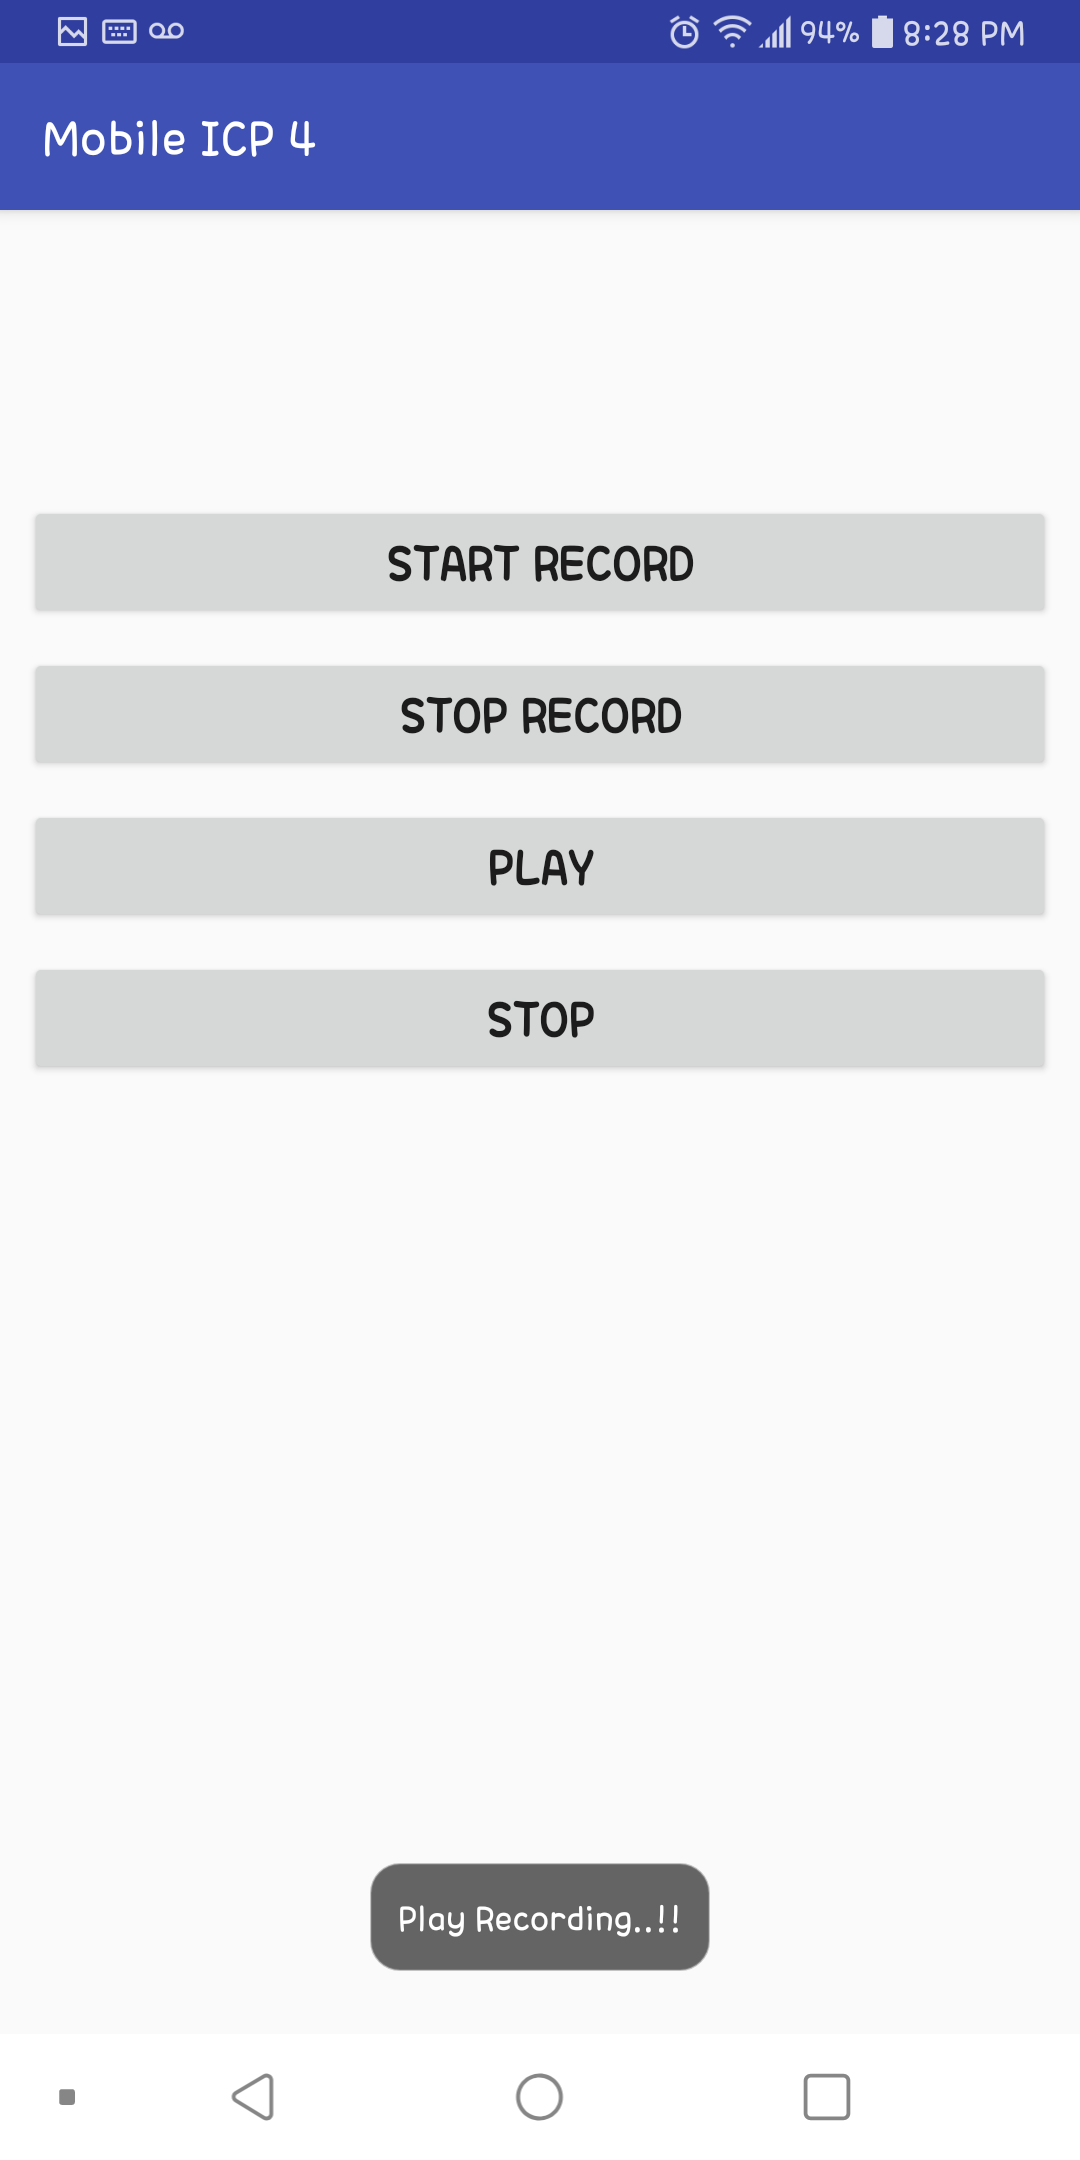 94% 8:28 PM
Mobile ICP 4
START RECORD
STOP RECORD
PLAY
STOP
Play Recording..!!